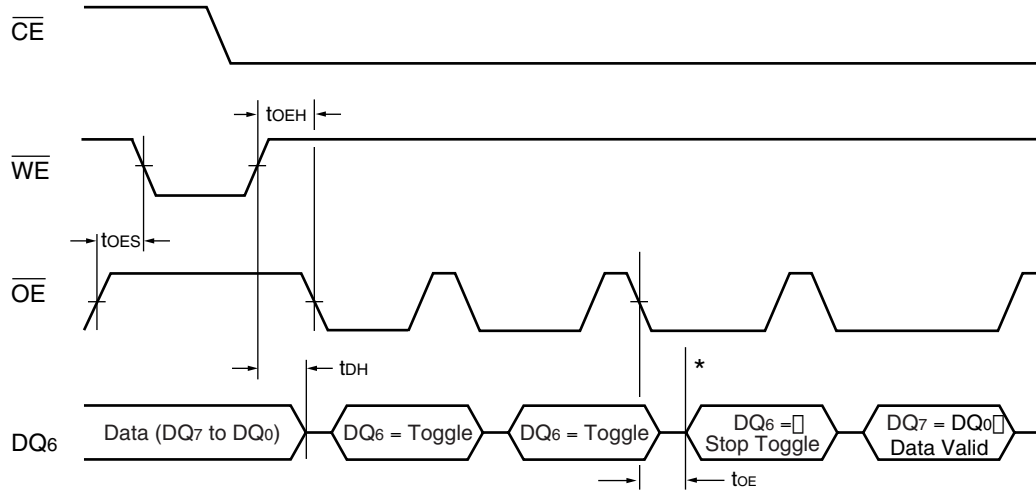 CE
tOEH
WE
tOES
OE
tDH
*
DQ6
Data (DQ7 to DQ0)
DQ6 = Toggle
DQ6 = Toggle
DQ6 =
Stop Toggle
DQ7 = DQ0
Data Valid
tOE